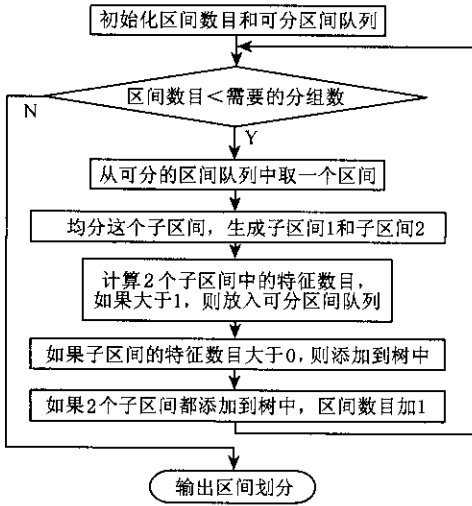 初始化区间数目和可分区间队列
区间数目<需要的分组数
N
Y
从可分的区间队列中取一个区间
均分这个子区间，生成子区间1和子区间2
计算2个子区间中的特征数目，
如果大于1，则放入可分区间队列
如果子区间的特征数目大于0，则添加到树中
如果2个子区间都添加到树中，区间数目加1
输出区间划分